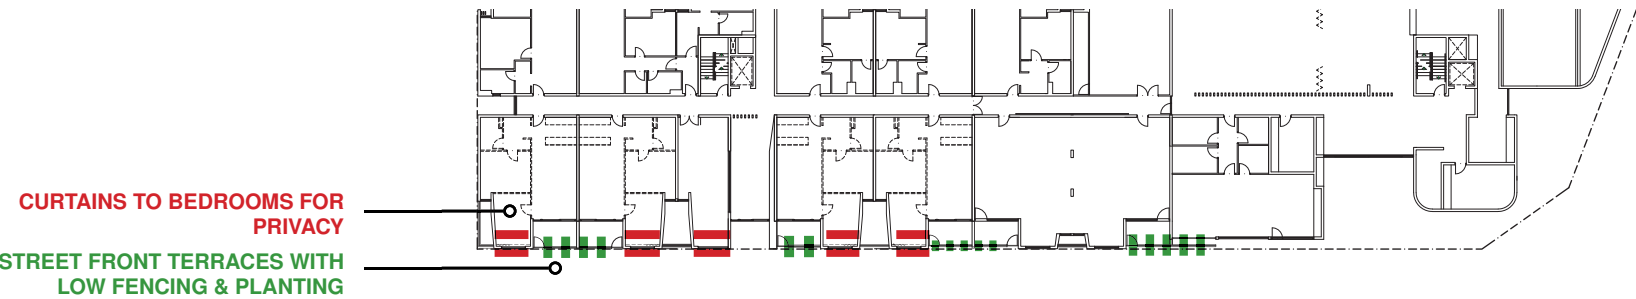 CURTAINS TO BEDROOMS FOR
PRIVACY
STREET FRONT TERRACES WITH
LOW FENCING & PLANTING